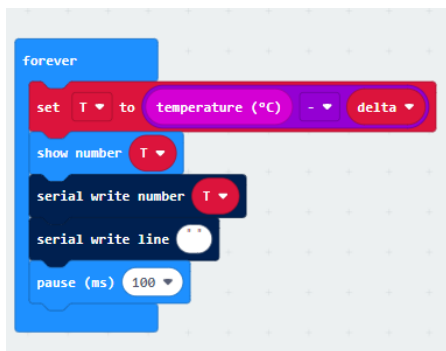 forever
set T to temperature (°C) - delta
show number T
serial write number T
serial write line " "
pause (ms) 100